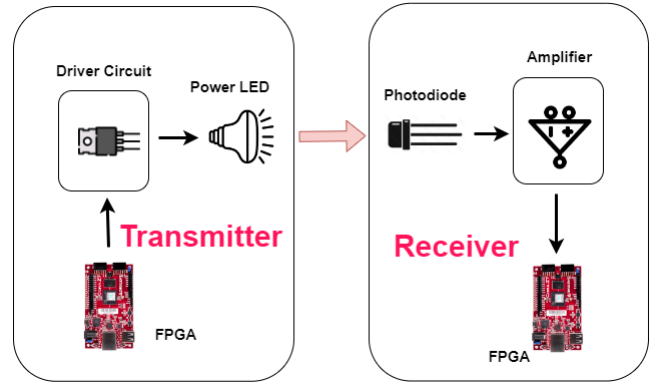 Driver Circuit
Power LED
Transmitter
FPGA
Amplifier
Photodiode
Receiver
FPGA